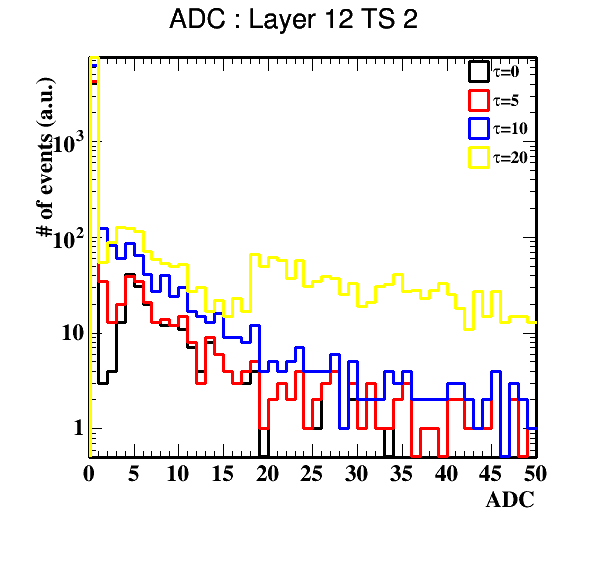 ADC : Layer 12 TS 2
# of events (a.u.)
10³
10²
10
1
τ=0
τ=5
τ=10
τ=20
0 5 10 15 20 25 30 35 40 45 50
ADC